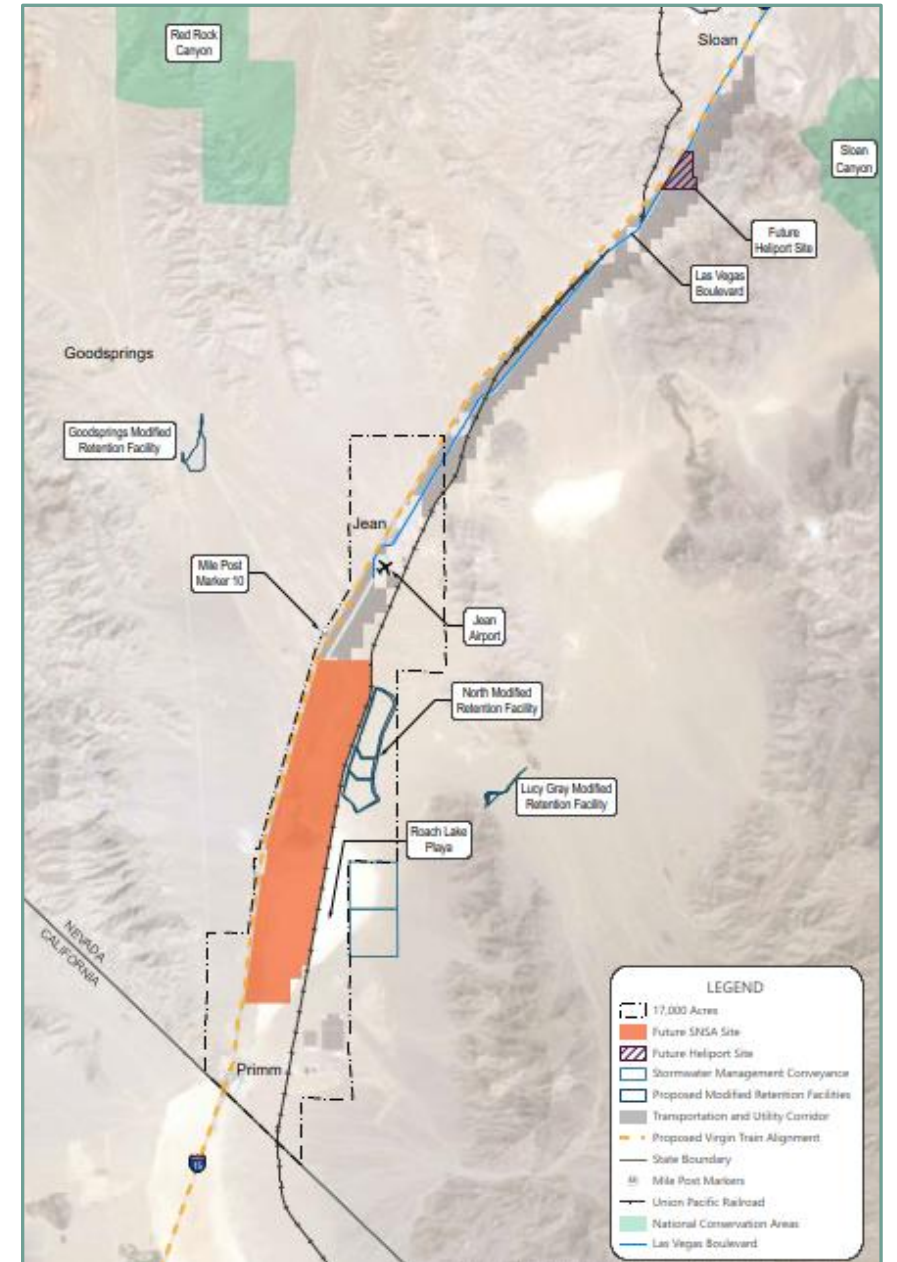 Red Rock
Canyon
Sloan
Sloan
Canyon
Future
Heliport Site
Las Vegas
Boulevard
Goodsprings
Goodsprings Modified
Retention Facility
Jean
Mile Post
Marker 10
Jean
Airport
North Modified
Retention Facility
Lucy Gray Modified
Retention Facility
Roach Lake
Playa
NEVADA
CALIFORNIA
Primm
15
LEGEND
17,000 Acres
Future SNSA Site
Future Heliport Site
Stormwater Management Conveyance
Proposed Modified Retention Facilities
Transportation and Utility Corridor
Proposed Virgin Train Alignment
State Boundary
Mile Post Markers
Union Pacific Railroad
National Conservation Areas
Las Vegas Boulevard